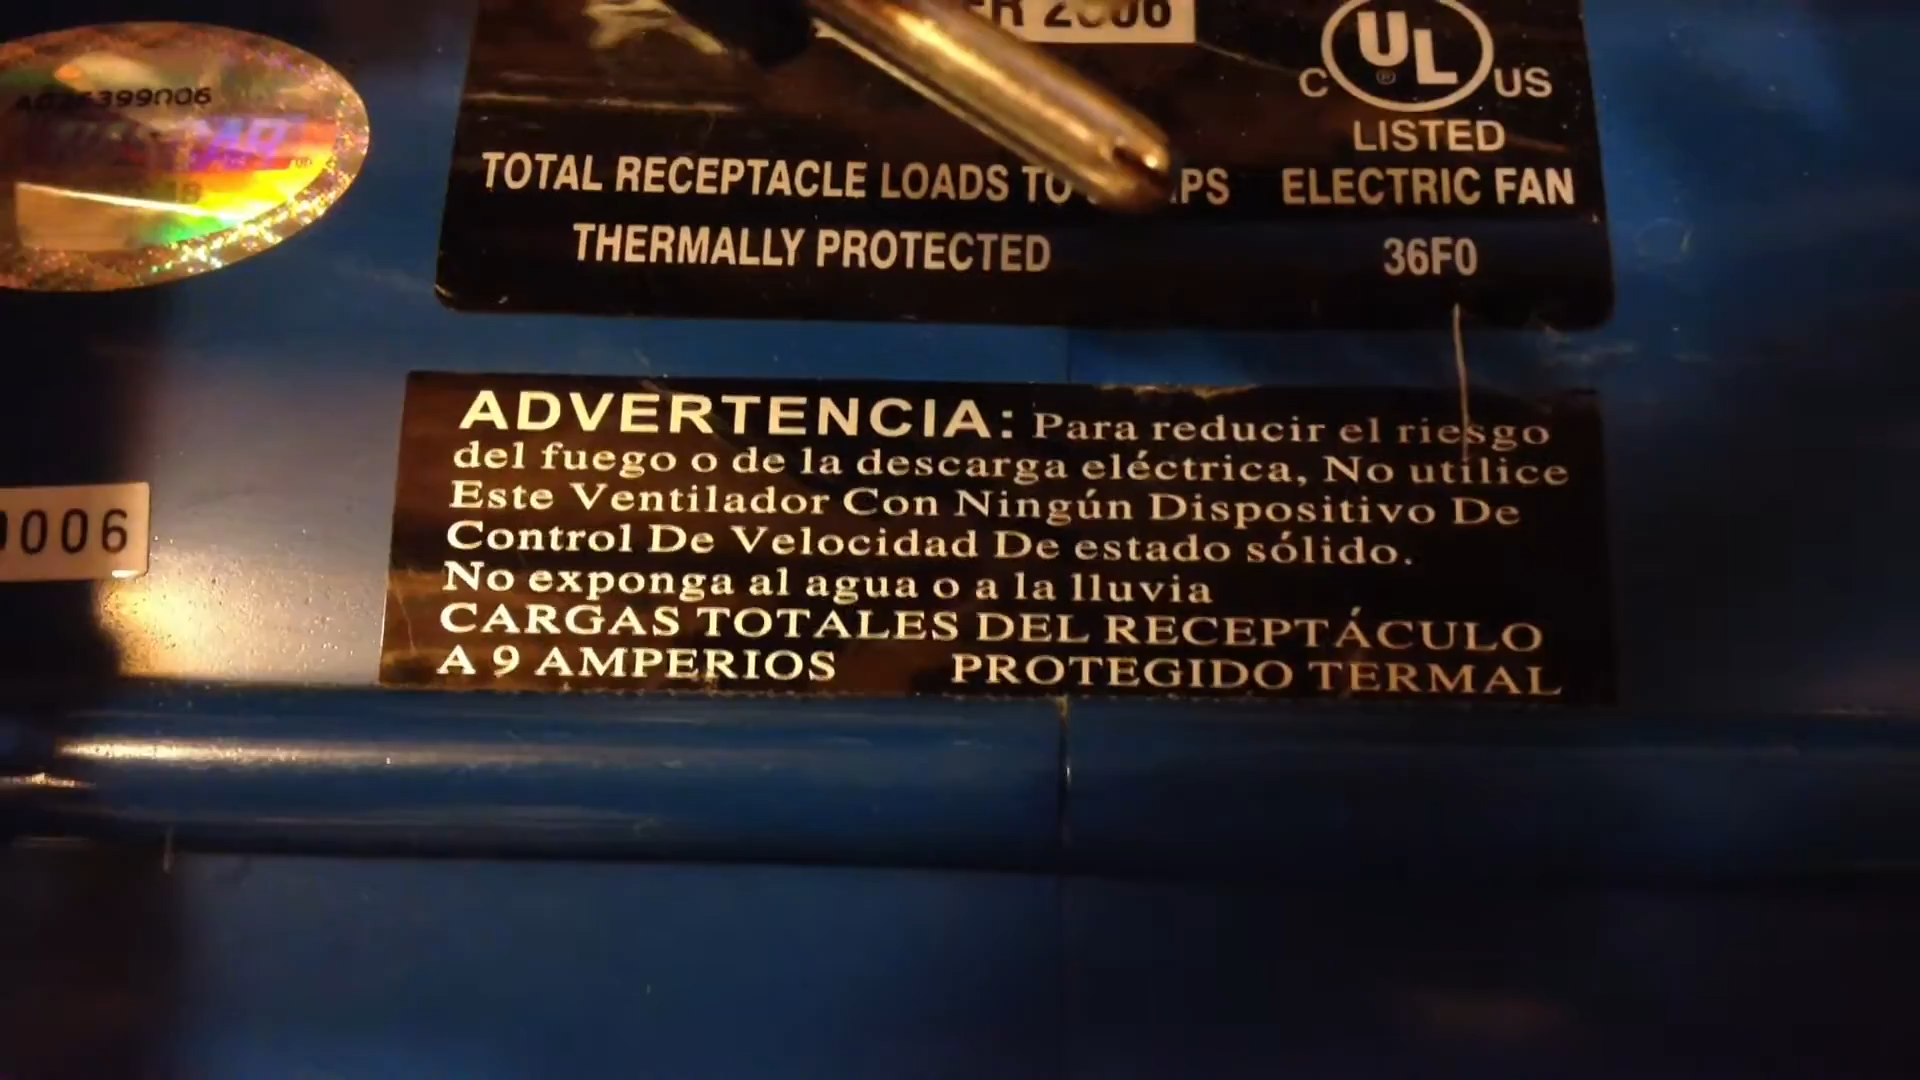 2006
C UL US
®
LISTED
TOTAL RECEPTACLE LOADS TO
ELECTRIC FAN
THERMALLY PROTECTED
36F0
ADVERTENCIA: Para reducir el riesgo
del fuego o de la descarga eléctrica, No utilice
Este Ventilador Con Ningún Dispositivo De
Control De Velocidad De estado sólido.
No exponga al agua o a la lluvia
CARGAS TOTALES DEL RECEPTÁCULO
A 9 AMPERIOS PROTEGIDO TERMAL